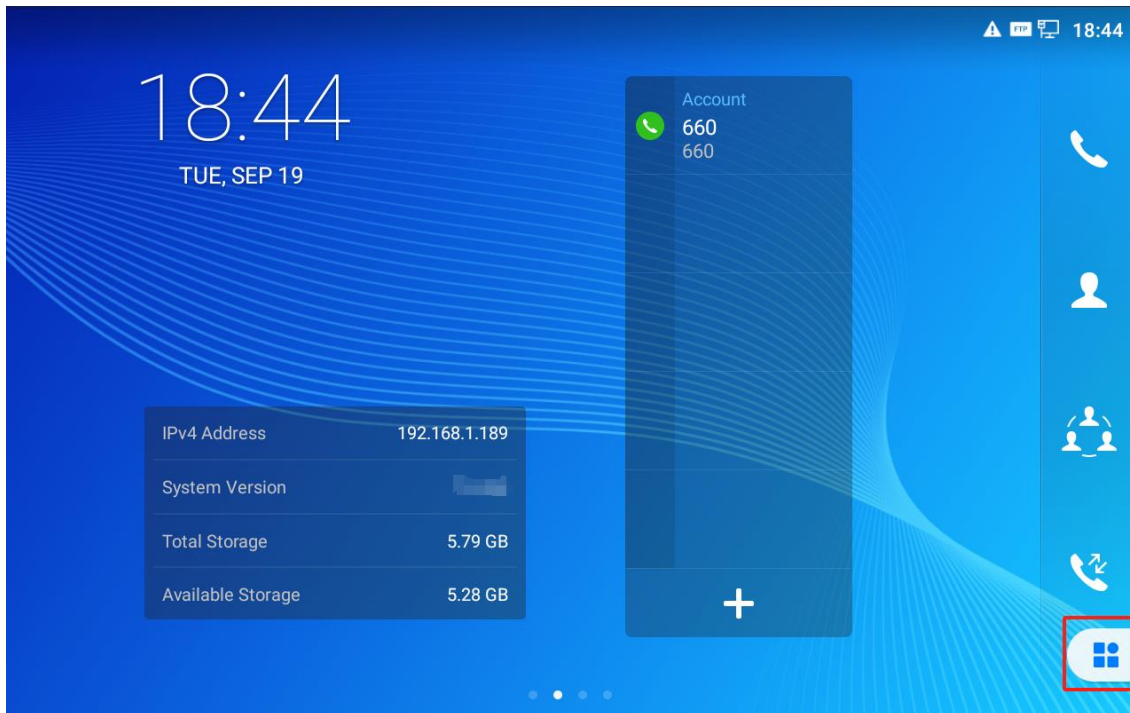 FTP 18:44
18:44
TUE, SEP 19
Account
660
660
IPv4 Address 192.168.1.189
System Version
Total Storage 5.79 GB
Available Storage 5.28 GB